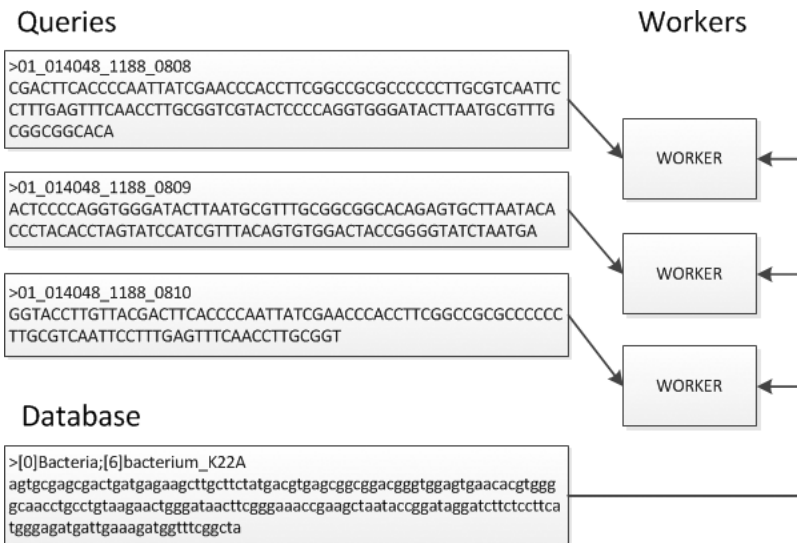 Queries
Workers
>01_014048_1188_0808
CGACTTCACCCCAATTATCGAACCCACCTTCGGCCGCGCCCCCCTTGCGTCAATTC
CTTTGAGTTTCAACCTTGCGGTCGTACTCCCCAGGTGGGATACTTAATGCGTTTG
CGGCGGCACA
WORKER
>01_014048_1188_0809
ACTCCCCAGGTGGGATACTTAATGCGTTTGCGGCGGCACAGAGTGCTTAATACA
CCCTACACCTAGTATCCATCGTTTACAGTGTGGACTACCGGGGTATCTAATGA
WORKER
>01_014048_1188_0810
GGTACCTTGTTACGACTTCACCCCAATTATCGAACCCACCTTCGGCCGCGCCCCCC
TTGCGTCAATTCCTTTGAGTTTCAACCTTGCGGT
WORKER
Database
>[0]Bacteria;[6]bacterium_K22A
agtgcgagcgactgatgagaagcttgcttctatgacgtgagcggcggacgggtggagtgaacacgtgggg
gcaacctgcctgtaagaactgggataacttcgggaaaccgaagctaataccggataggatcttctccttca
tgggagatgattgaaagatggtttcggcta